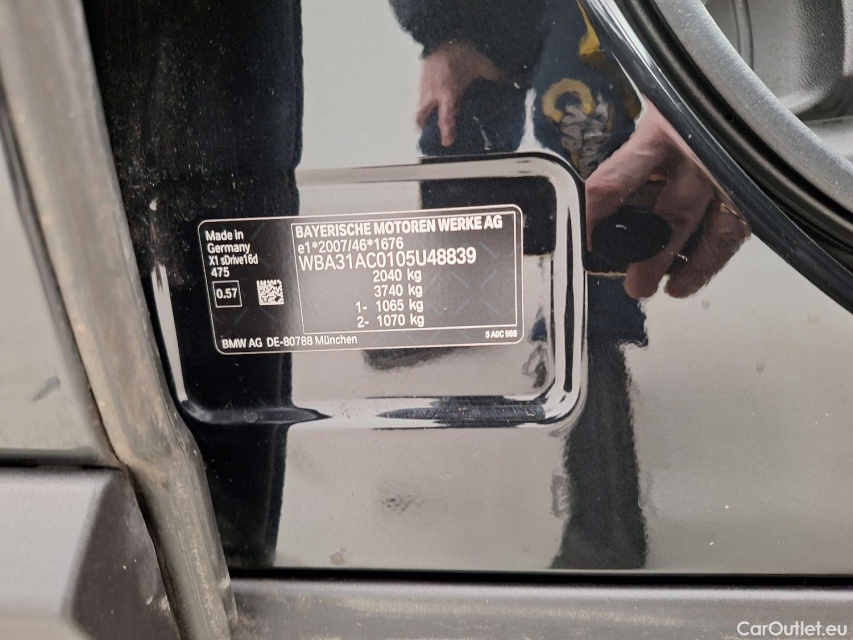 Made in
Germany
X1 sDrive16d
475
0.57
BAYERISCHE MOTOREN WERKE AG
e1*2007/46*1676
WBA31AC0105U48839
2040 kg
3740 kg
1- 1065 kg
2- 1070 kg
BMW AG DE-80788 München
5 A0C 986
CarOutlet.eu